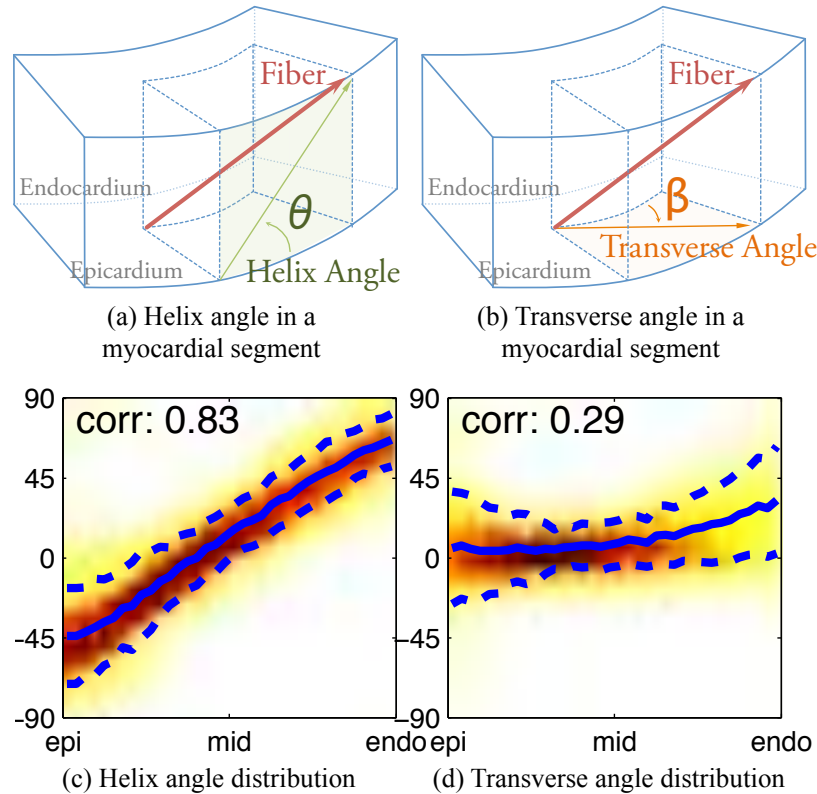 Fiber
Endocardium
θ
Epicardium
Helix Angle
(a) Helix angle in a
myocardial segment
Fiber
Endocardium
β
Transverse Angle
Epicardium
(b) Transverse angle in a
myocardial segment
90
corr: 0.83
45
0
-45
-90
epi
mid
endo
(c) Helix angle distribution
90
corr: 0.29
45
0
-45
-90
epi
mid
endo
(d) Transverse angle distribution